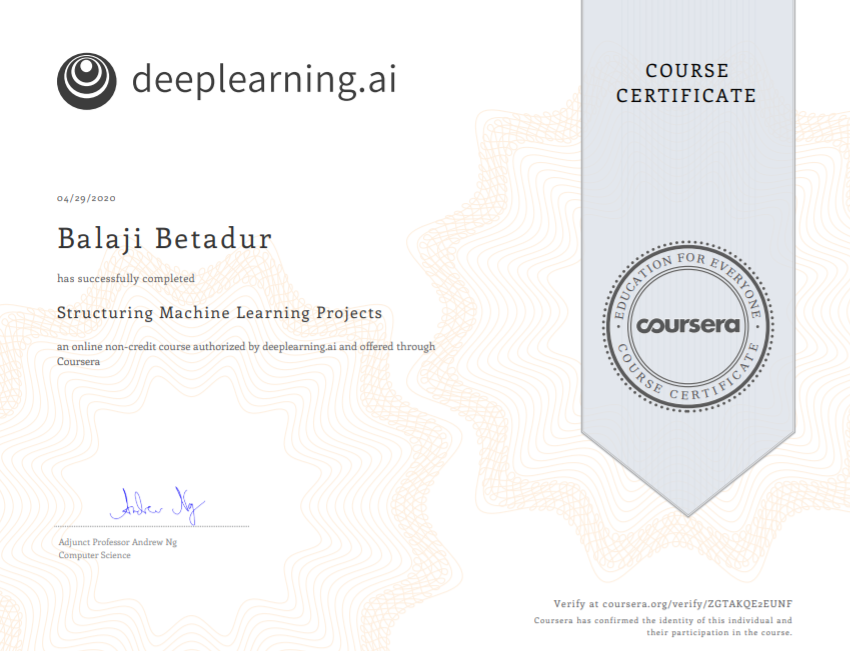 deeplearning.ai
COURSE
CERTIFICATE
04/29/2020
Balaji Betadur
has successfully completed
Structuring Machine Learning Projects
an online non-credit course authorized by deeplearning.ai and offered through
Coursera
EDUCATION FOR EVERYONE
coursera
COURSE CERTIFICATE
Andrew Ng
Adjunct Professor Andrew Ng
Computer Science
Verify at coursera.org/verify/ZGTAKQE2EUNF
Coursera has confirmed the identity of this individual and
their participation in the course.